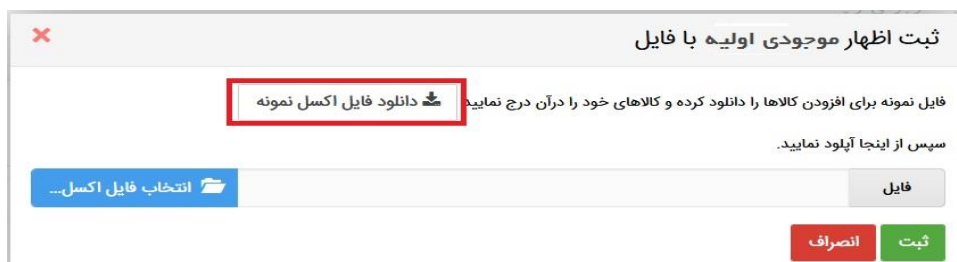 ثبت اظهار موجودی اولیه با فایل
فایل نمونه برای افزودن کالاها را دانلود کرده و کالاهای خود را درآن درج نمایید دانلود فایل اکسل نمونه
سپس از اینجا آپلود نمایید.
فایل انتخاب فایل اکسل...
ثبت انصراف